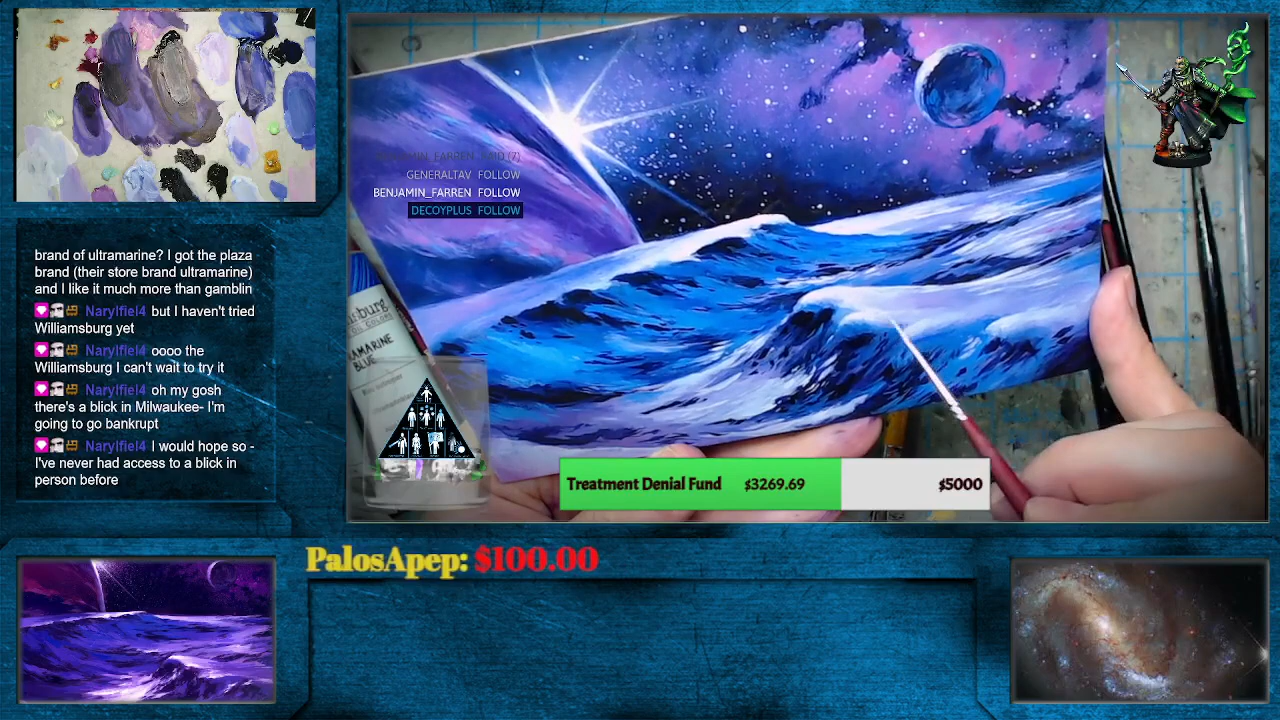 GENERALTAV FOLLOW
BENJAMIN_FARREN FOLLOW
DECOYPLUS FOLLOW
brand of ultramarine? I got the plaza
brand (their store brand ultramarine)
and I like it much more than gamblin
Narylfiel4 but I haven't tried
Williamsburg yet
Narylfiel4 oooo the
Williamsburg I can't wait to try it
Narylfiel4 oh my gosh
there's a blick in Milwaukee- I'm
going to go bankrupt
Narylfiel4 I would hope so -
I've never had access to a blick in
person before
BLUE
Treatment Denial Fund $3269.69 $5000
PalosApep: $100.00